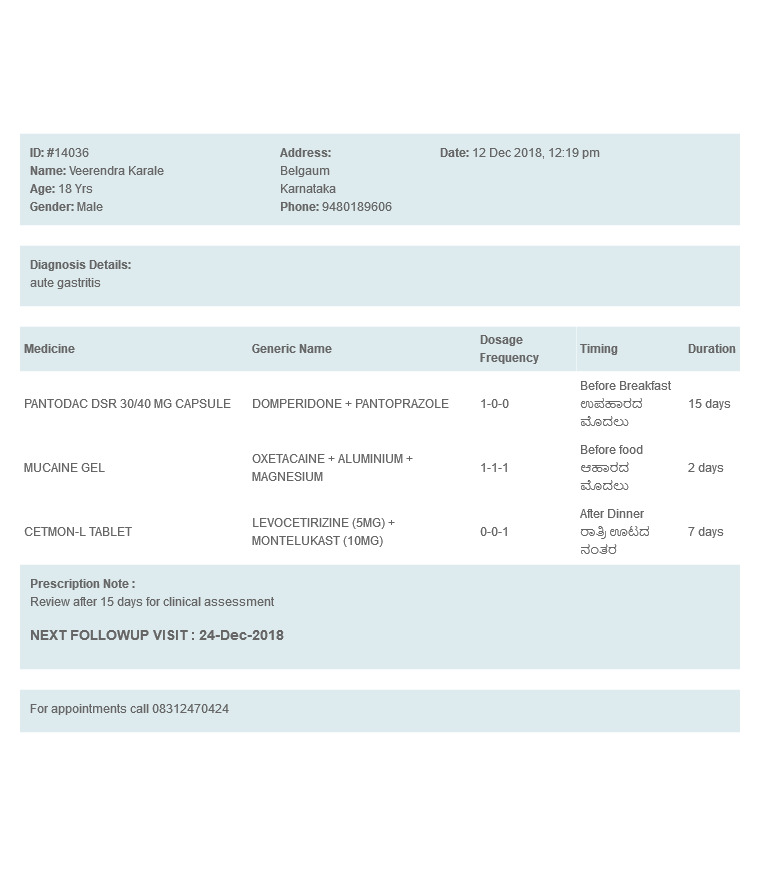 ID: #14036
Name: Veerendra Karale
Age: 18 Yrs
Gender: Male
Address:
Belgaum
Karnataka
Phone: 9480189606
Date: 12 Dec 2018, 12:19 pm
Diagnosis Details:
aute gastritis
Medicine Generic Name Dosage Frequency Timing Duration
PANTODAC DSR 30/40 MG CAPSULE DOMPERIDONE + PANTOPRAZOLE 1-0-0 Before Breakfast 15 days
ಉಪಹಾರದ
ಮೊದಲು
MUCAINE GEL OXETACAINE + ALUMINIUM + MAGNESIUM 1-1-1 Before food 2 days
ಆಹಾರದ
ಮೊದಲು
CETMON-L TABLET LEVOCETIRIZINE (5MG) + MONTELUKAST (10MG) 0-0-1 After Dinner 7 days
ರಾತ್ರಿ ಊಟದ
ನಂತರ
Prescription Note :
Review after 15 days for clinical assessment
NEXT FOLLOWUP VISIT : 24-Dec-2018
For appointments call 08312470424